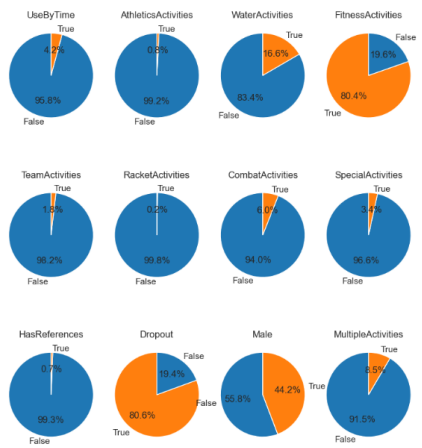 UseByTime
True
4.2%
95.8%
False
AthleticsActivities
True
0.8%
99.2%
False
WaterActivities
True
16.6%
83.4%
False
FitnessActivities
False
19.6%
80.4%
True
TeamActivities
True
1.8%
98.2%
False
RacketActivities
True
0.2%
99.8%
False
CombatActivities
True
6.0%
94.0%
False
SpecialActivities
True
3.4%
96.6%
False
HasReferences
True
0.7%
99.3%
False
Dropout
False
19.4%
80.6%
True
Male
True
44.2%
55.8%
False
MultipleActivities
True
8.5%
91.5%
False